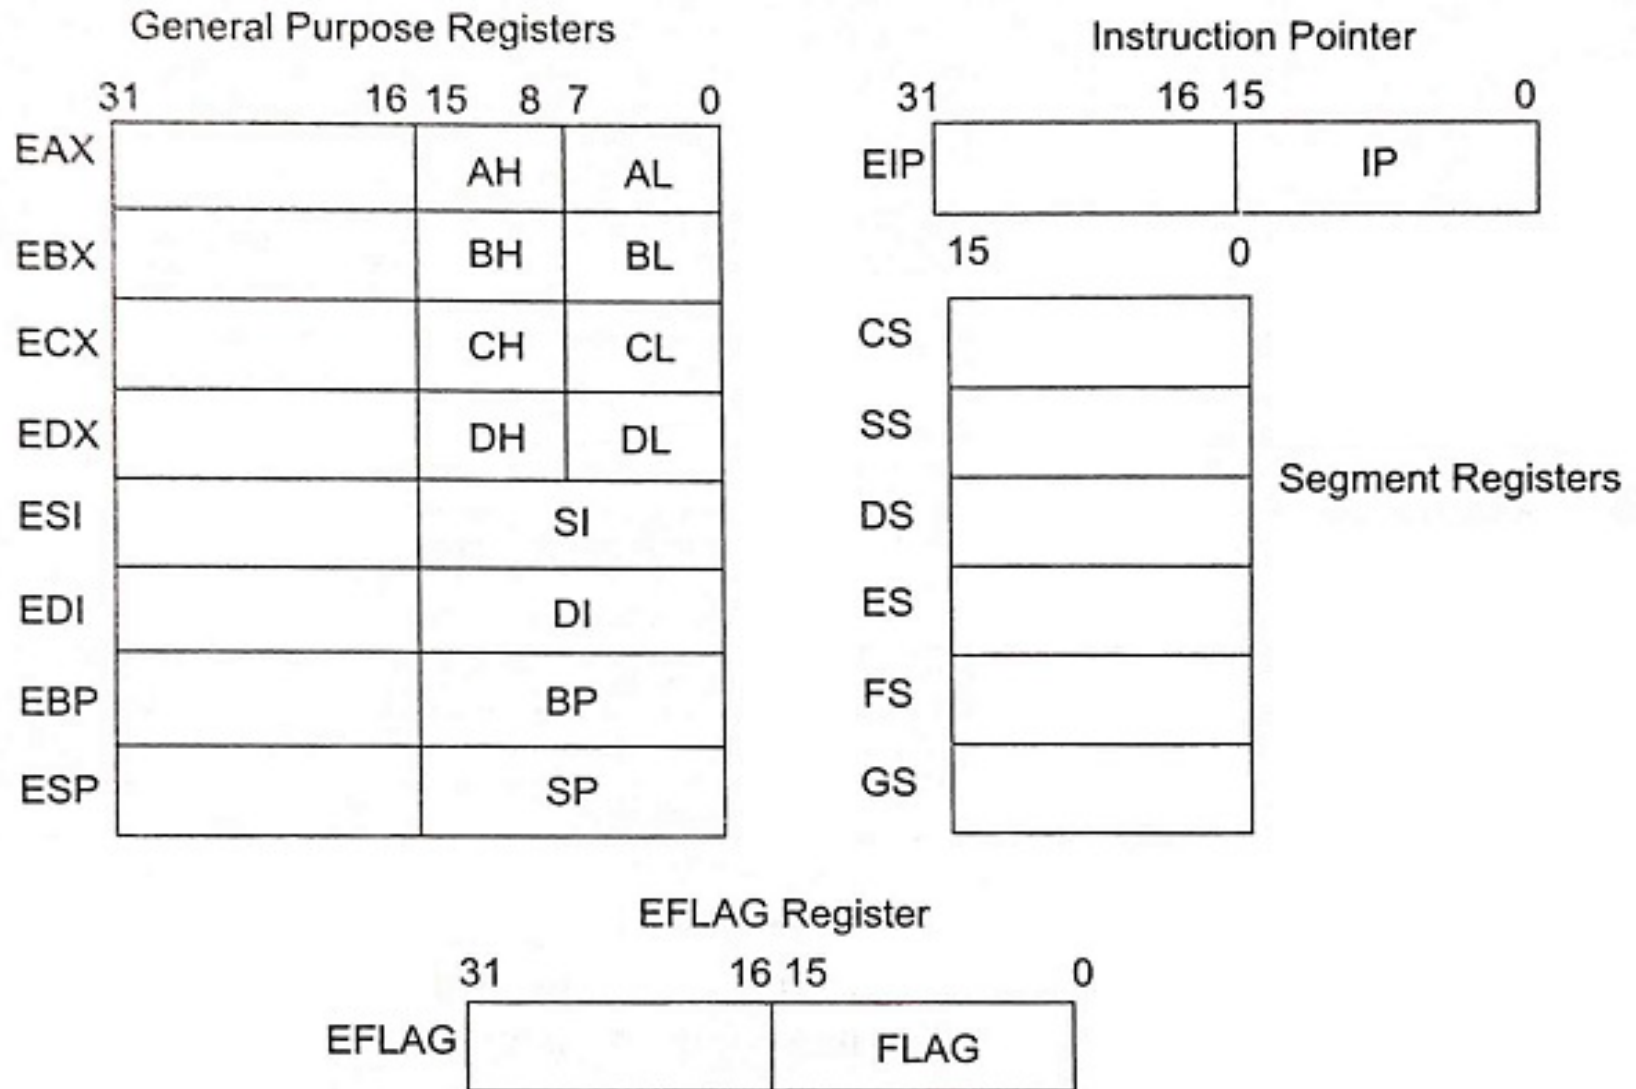 General Purpose Registers
31 16 15 8 7 0
EAX AH AL
EBX BH BL
ECX CH CL
EDX DH DL
ESI SI
EDI DI
EBP BP
ESP SP
Instruction Pointer
31 16 15 0
EIP IP
15 0
CS
SS
DS
ES
FS
GS
Segment Registers
EFLAG Register
31 16 15 0
EFLAG FLAG